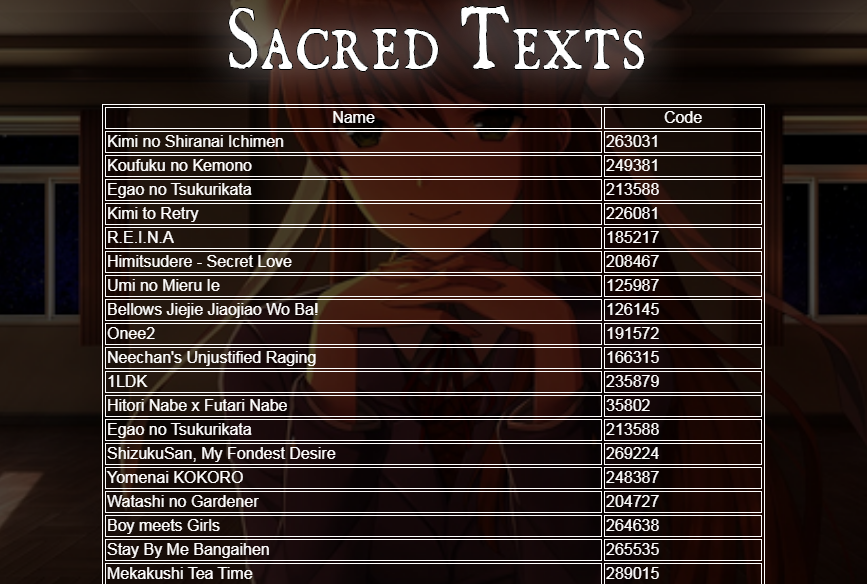 Sacred Texts
Name Code
Kimi no Shiranai Ichimen 263031
Koufuku no Kemono 249381
Egao no Tsukurikata 213588
Kimi to Retry 226081
R.E.I.N.A 185217
Himitsudere - Secret Love 208467
Umi no Mieru Ie 125987
Bellows Jiejie Jiaojiao Wo Ba! 126145
Onee2 191572
Neechan's Unjustified Raging 166315
1LDK 235879
Hitori Nabe x Futari Nabe 35802
Egao no Tsukurikata 213588
ShizukuSan, My Fondest Desire 269224
Yomenai KOKORO 248387
Watashi no Gardener 204727
Boy meets Girls 264638
Stay By Me Bangaihen 265535
Mekakushi Tea Time 289015